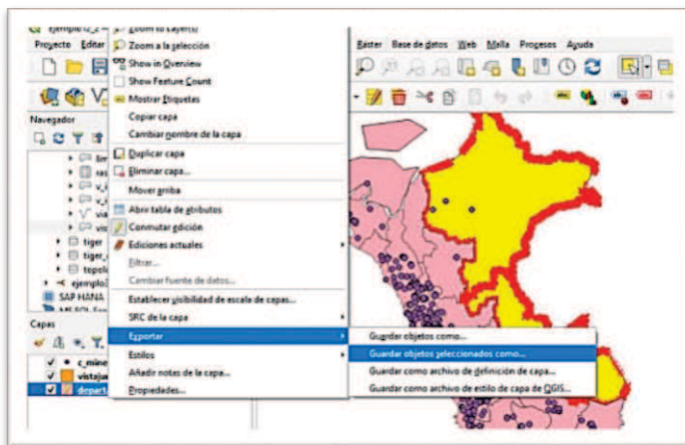 Zoom to Layer(s)
Proyecto Editar
Zoom a la selección
Show in Overview
Show Feature Count
Mostrar Etiquetas
Copiar capa
Cambiar nombre de la capa
Duplicar capa
Eliminar capa...
Mover arriba
Abrir tabla de atributos
Conmutar edición
Ediciones actuales
Filtrar...
Cambiar fuente de datos...
Establecer visibilidad de escala de capas...
SRC de la capa
Exportar
Estilos
Añadir notas de la capa...
Propiedades...
Ráster Base de datos Web Malla Procesos Ayuda
Navegador
tiger
SAP HANA
Capas
c_mine
vistaju
departa
Guardar objetos como...
Guardar objetos seleccionados como...
Guardar como archivo de definición de capa...
Guardar como archivo de estilo de capa de QGIS...